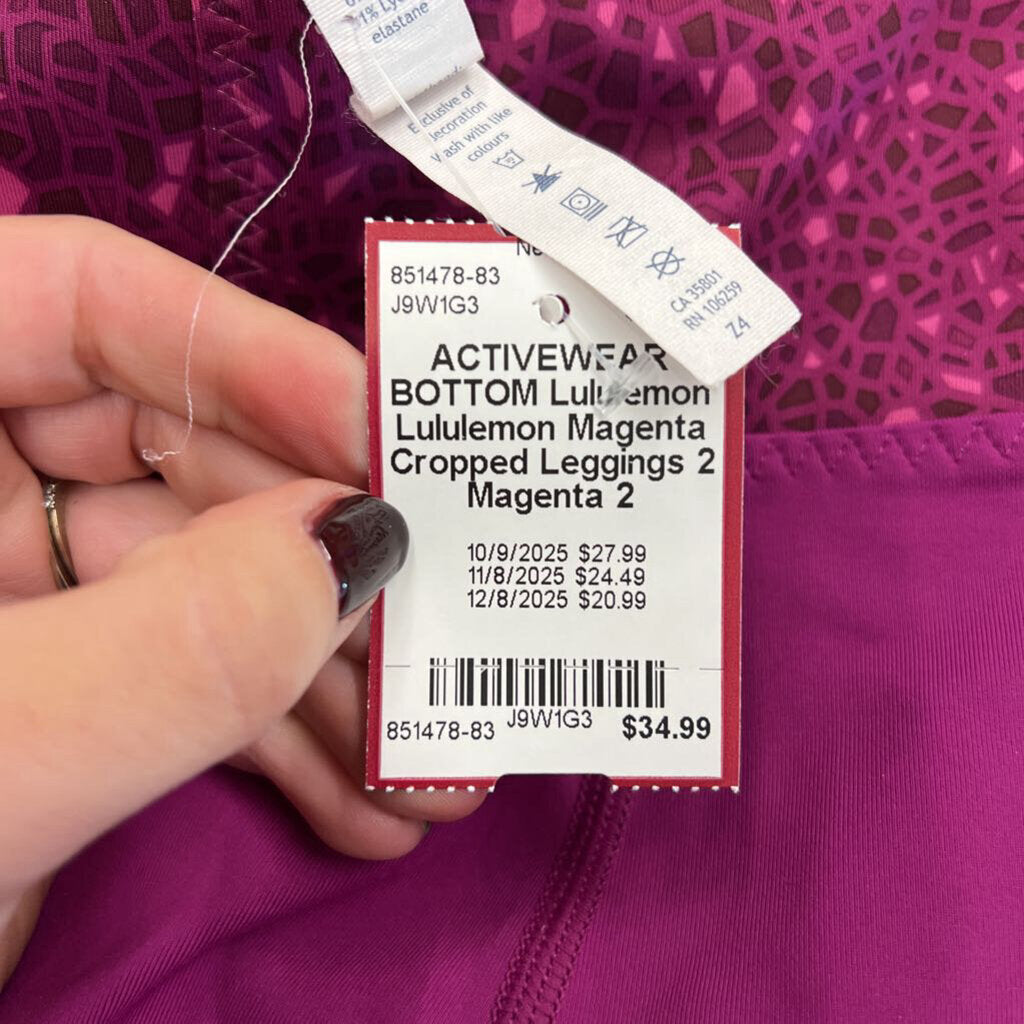 elastane
Exclusive of
decoration
Wash with like
colours
CA 35801
RN 106259
Z4
851478-83
J9W1G3
ACTIVEWEAR
BOTTOM Lululemon
Lululemon Magenta
Cropped Leggings 2
Magenta 2
10/9/2025 $27.99
11/8/2025 $24.49
12/8/2025 $20.99
851478-83 J9W1G3 $34.99